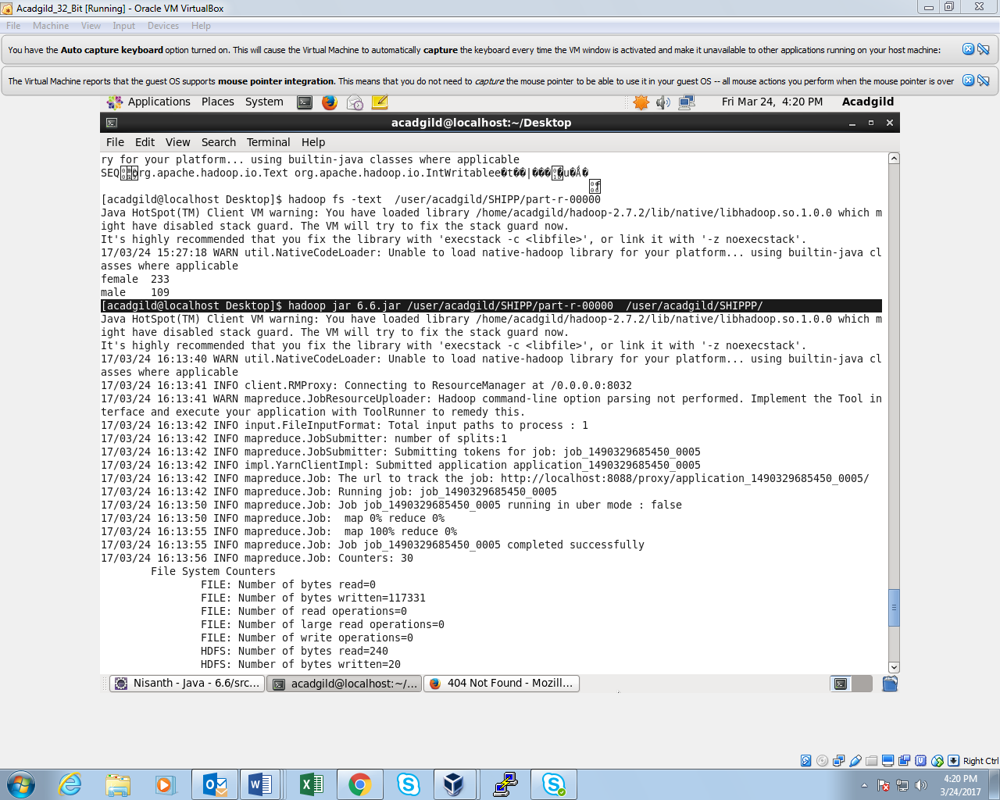 Acadgild_32_Bit [Running] - Oracle VM VirtualBox
File Machine View Input Devices Help
You have the Auto capture keyboard option turned on. This will cause the Virtual Machine to automatically capture the keyboard every time the VM window is activated and make it unavailable to other applications running on your host machine:
The Virtual Machine reports that the guest OS supports mouse pointer integration. This means that you do not need to capture the mouse pointer to be able to use it in your guest OS -- all mouse actions you perform when the mouse pointer is over
Applications Places System Fri Mar 24, 4:20 PM Acadgild
acadgild@localhost:~/Desktop
File Edit View Search Terminal Help
ry for your platform... using builtin-java classes where applicable
SEQ org.apache.hadoop.io.Text org.apache.hadoop.io.IntWritable
[acadgild@localhost Desktop]$ hadoop fs -text  /user/acadgild/SHIPP/part-r-00000
Java HotSpot(TM) Client VM warning: You have loaded library /home/acadgild/hadoop-2.7.2/lib/native/libhadoop.so.1.0.0 which m
ight have disabled stack guard. The VM will try to fix the stack guard now.
It's highly recommended that you fix the library with 'execstack -c <libfile>', or link it with '-z noexecstack'.
17/03/24 15:27:18 WARN util.NativeCodeLoader: Unable to load native-hadoop library for your platform... using builtin-java cl
asses where applicable
female  233
male    109
[acadgild@localhost Desktop]$ hadoop jar 6.6.jar /user/acadgild/SHIPP/part-r-00000  /user/acadgild/SHIPPP/
Java HotSpot(TM) Client VM warning: You have loaded library /home/acadgild/hadoop-2.7.2/lib/native/libhadoop.so.1.0.0 which m
ight have disabled stack guard. The VM will try to fix the stack guard now.
It's highly recommended that you fix the library with 'execstack -c <libfile>', or link it with '-z noexecstack'.
17/03/24 16:13:40 WARN util.NativeCodeLoader: Unable to load native-hadoop library for your platform... using builtin-java cl
asses where applicable
17/03/24 16:13:41 INFO client.RMProxy: Connecting to ResourceManager at /0.0.0.0:8032
17/03/24 16:13:41 WARN mapreduce.JobResourceUploader: Hadoop command-line option parsing not performed. Implement the Tool in
terface and execute your application with ToolRunner to remedy this.
17/03/24 16:13:42 INFO input.FileInputFormat: Total input paths to process : 1
17/03/24 16:13:42 INFO mapreduce.JobSubmitter: number of splits:1
17/03/24 16:13:42 INFO mapreduce.JobSubmitter: Submitting tokens for job: job_1490329685450_0005
17/03/24 16:13:42 INFO impl.YarnClientImpl: Submitted application application_1490329685450_0005
17/03/24 16:13:42 INFO mapreduce.Job: The url to track the job: http://localhost:8088/proxy/application_1490329685450_0005/
17/03/24 16:13:42 INFO mapreduce.Job: Running job: job_1490329685450_0005
17/03/24 16:13:50 INFO mapreduce.Job: Job job_1490329685450_0005 running in uber mode : false
17/03/24 16:13:50 INFO mapreduce.Job:  map 0% reduce 0%
17/03/24 16:13:55 INFO mapreduce.Job:  map 100% reduce 0%
17/03/24 16:13:55 INFO mapreduce.Job: Job job_1490329685450_0005 completed successfully
17/03/24 16:13:56 INFO mapreduce.Job: Counters: 30
File System Counters
FILE: Number of bytes read=0
FILE: Number of bytes written=117331
FILE: Number of read operations=0
FILE: Number of large read operations=0
FILE: Number of write operations=0
HDFS: Number of bytes read=240
HDFS: Number of bytes written=20
Nisanth - Java - 6.6/src... acadgild@localhost:~/... 404 Not Found - Mozill...
Right Ctrl
4:20 PM
3/24/2017